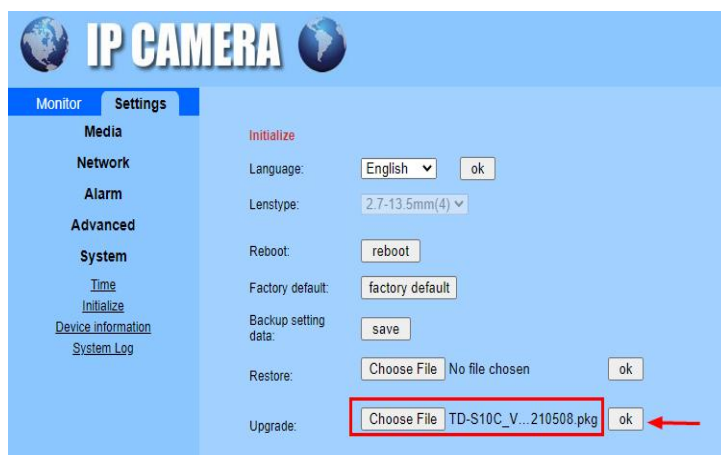 IP CAMERA
Monitor Settings
Media
Network
Alarm
Advanced
System
Time
Initialize
Device information
System Log
Initialize
Language: English ok
Lenstype: 2.7-13.5mm(4)
Reboot: reboot
Factory default: factory default
Backup setting
data: save
Restore: Choose File No file chosen ok
Upgrade: Choose File TD-S10C_V...210508.pkg ok